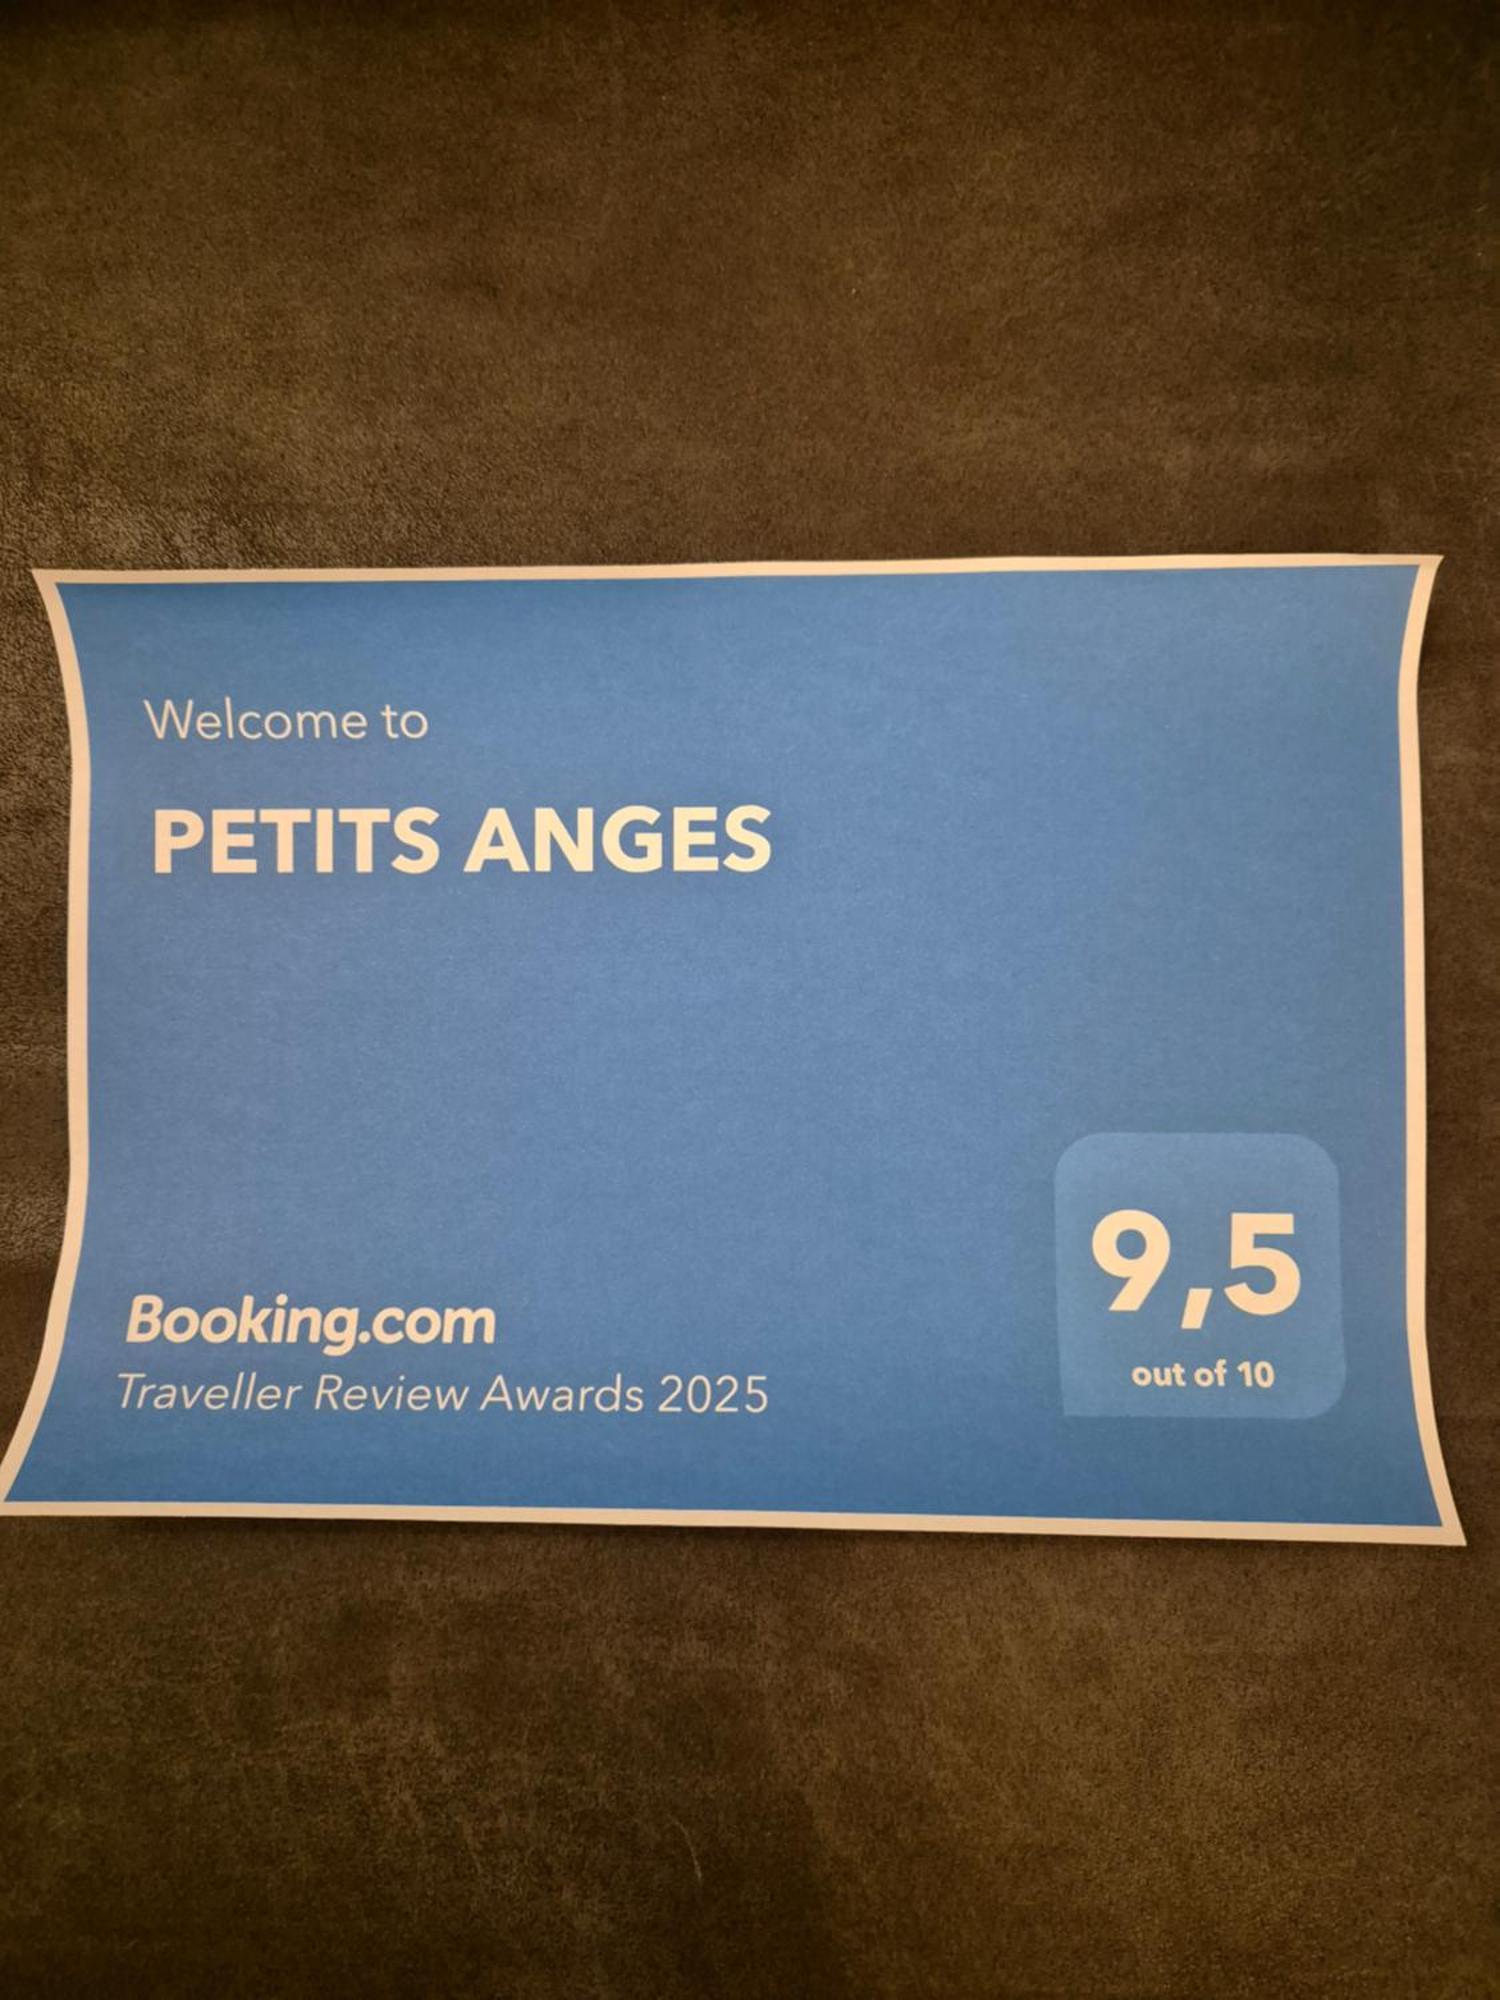 Welcome to
PETITS ANGES
Booking.com
Traveller Review Awards 2025
9,5
out of 10